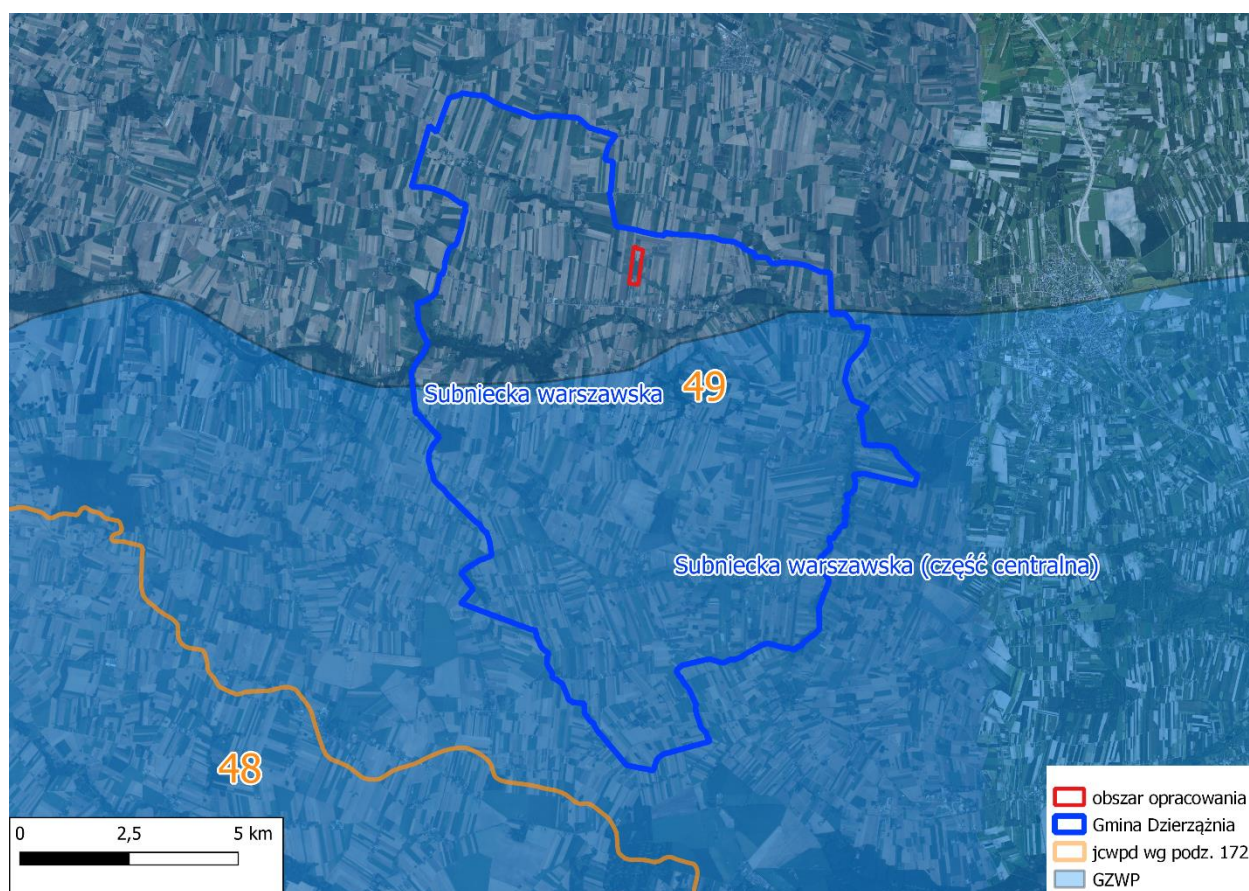 Subniecka warszawska
49
Subniecka warszawska (część centralna)
48
0 2,5 5 km
obszar opracowania
Gmina Dzierzążnia
jcwpd wg podz. 172
GZWP